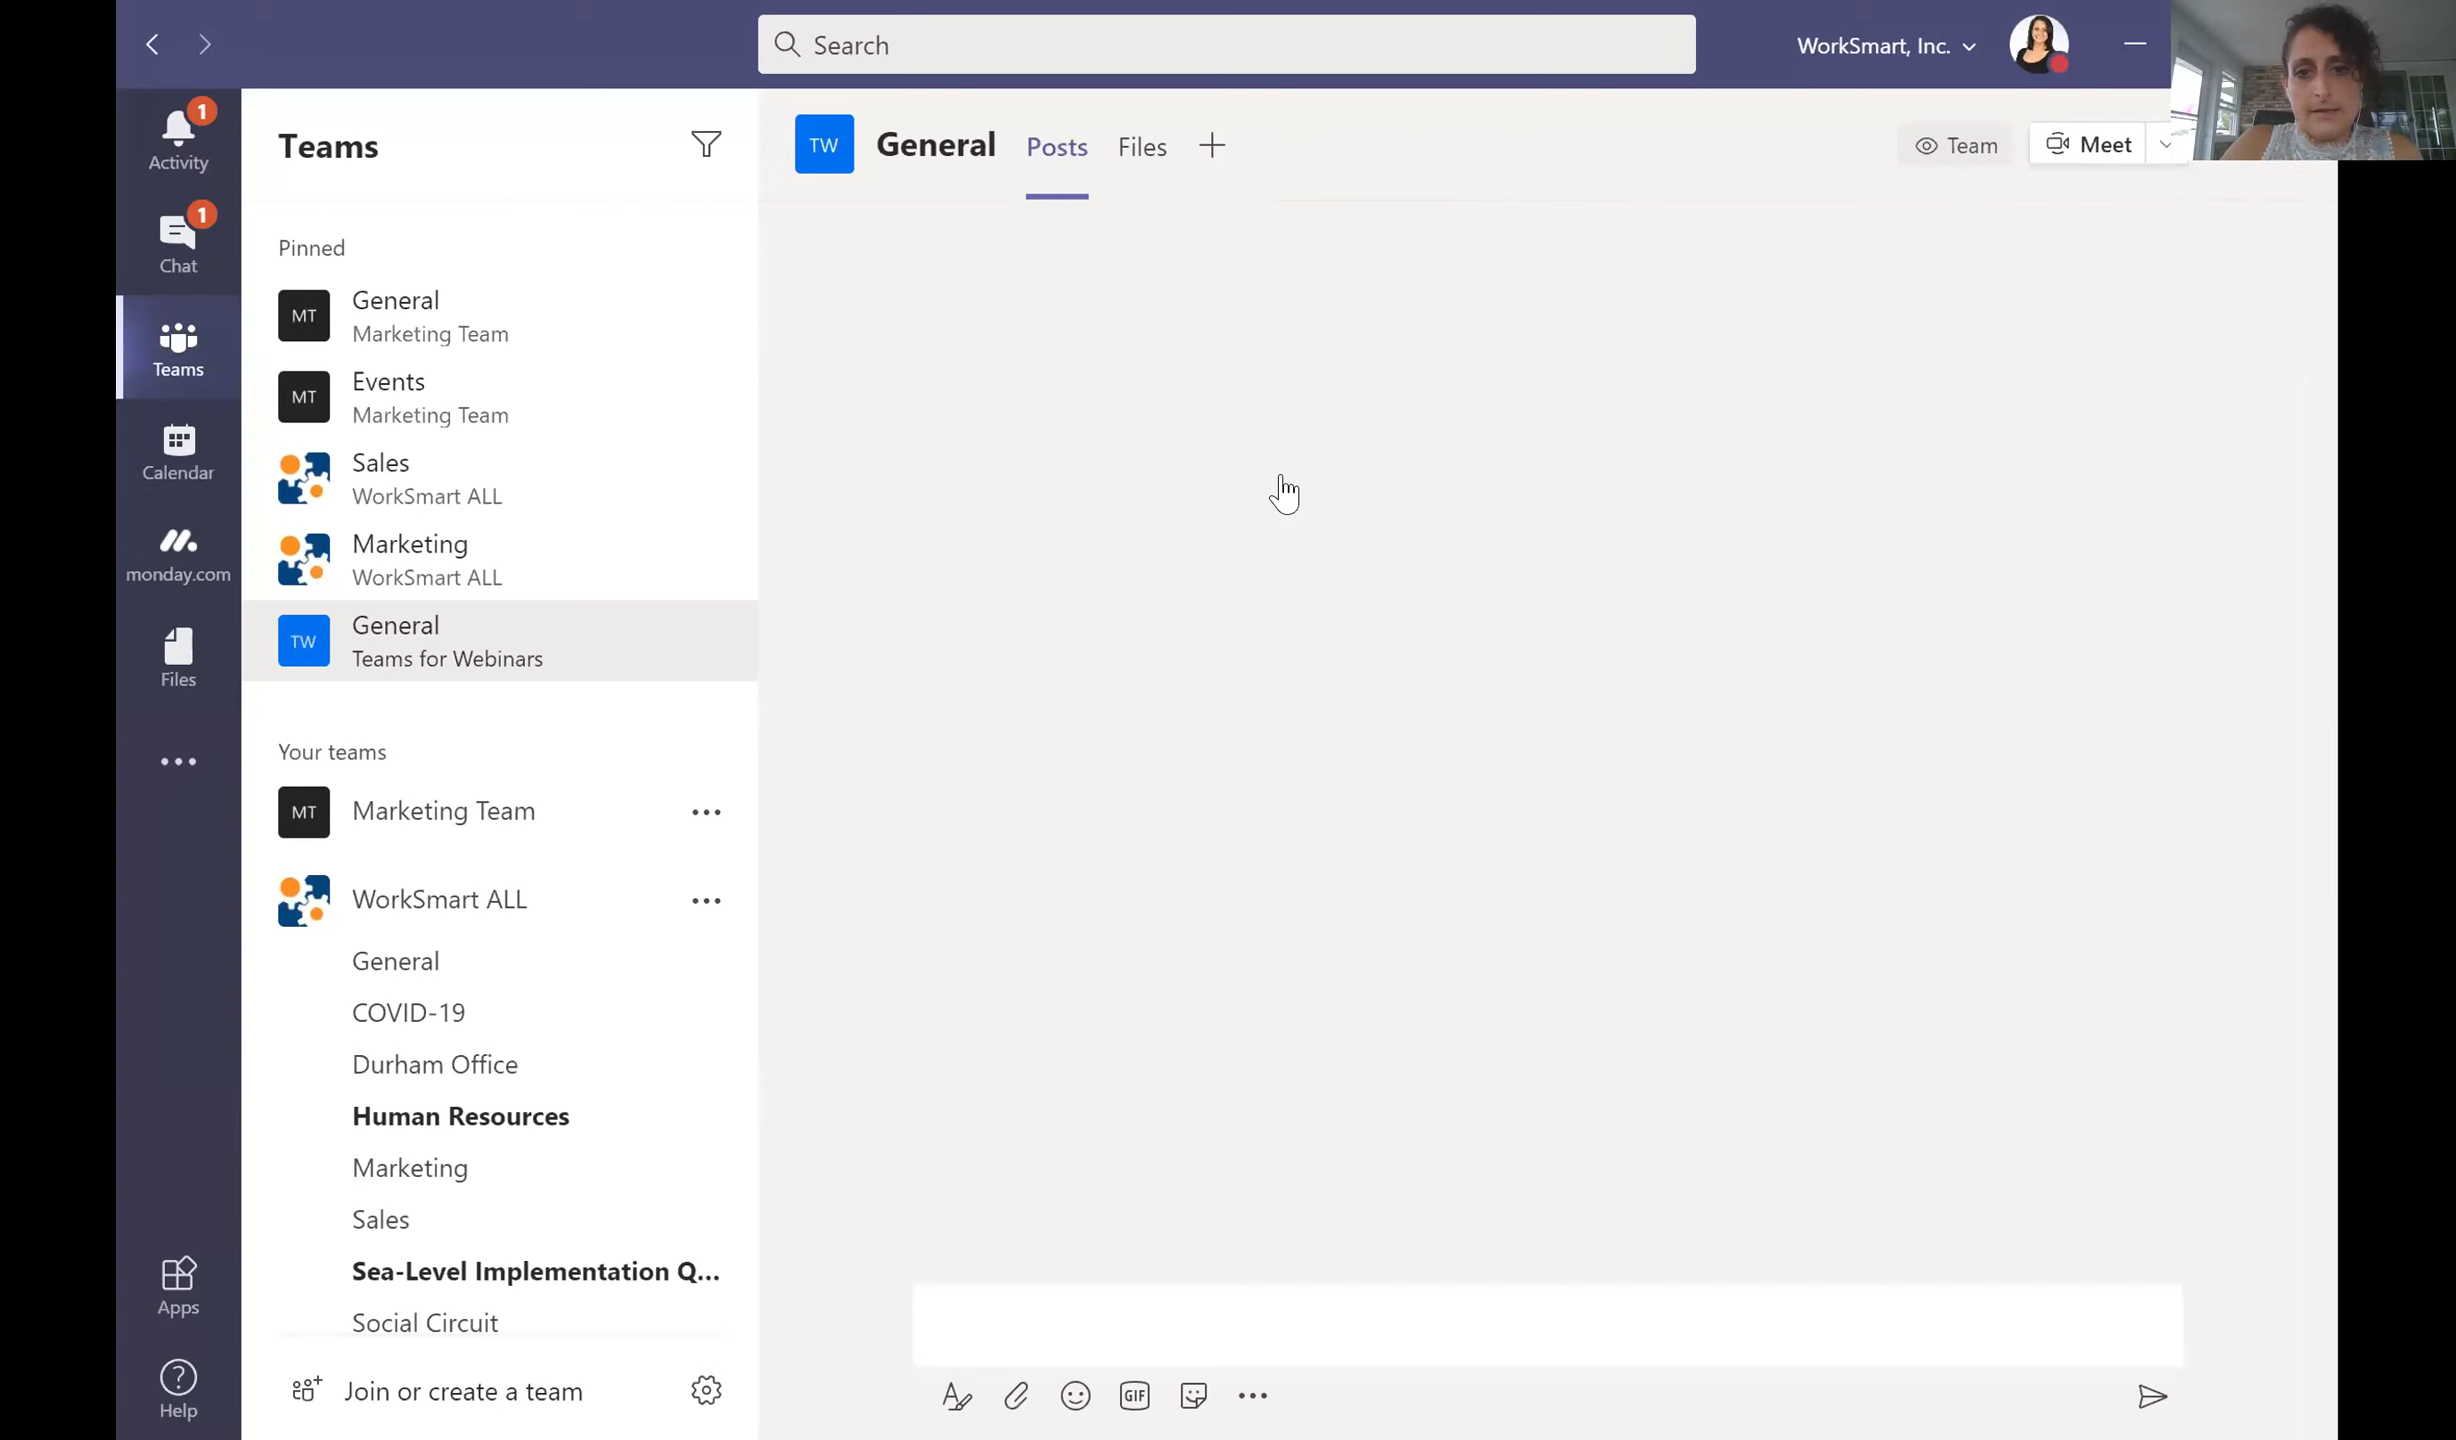 Search
WorkSmart, Inc.
1
Activity
1
Chat
Teams
Calendar
monday.com
Files
Apps
Help
Teams
Pinned
MT
General
Marketing Team
MT
Events
Marketing Team
Sales
WorkSmart ALL
Marketing
WorkSmart ALL
TW
General
Teams for Webinars
Your teams
MT
Marketing Team
WorkSmart ALL
General
COVID-19
Durham Office
Human Resources
Marketing
Sales
Sea-Level Implementation Q...
Social Circuit
Join or create a team
TW
General
Posts
Files
Team
Meet
GIF